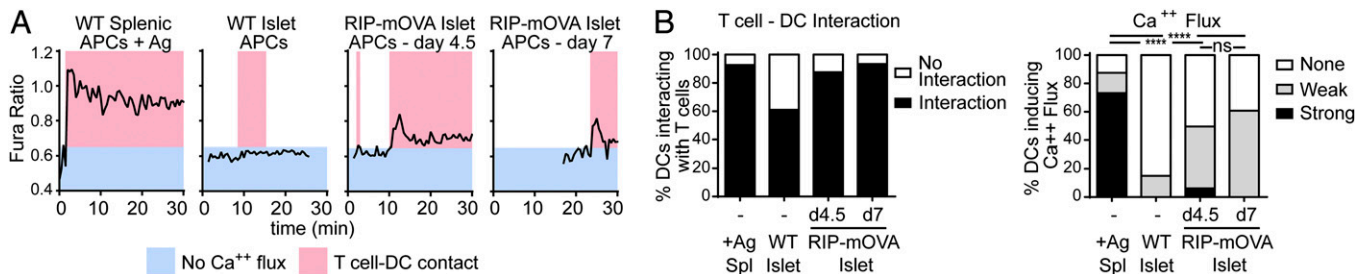 A
WT Splenic
APCs + Ag
WT Islet
APCs
RIP-mOVA Islet
APCs - day 4.5
RIP-mOVA Islet
APCs - day 7
Fura Ratio
1.2
1.0
0.8
0.6
0.4
0 10 20 30
0 10 20 30
0 10 20 30
0 10 20 30
time (min)
No Ca++ flux
T cell-DC contact
B
T cell - DC Interaction
% DCs interacting
with T cells
100
80
60
40
20
0
No
Interaction
Interaction
- - d4.5 d7
+Ag WT RIP-mOVA
Spl Islet Islet
Ca++ Flux
****
****
ns
% DCs inducing
Ca++ Flux
100
80
60
40
20
0
None
Weak
Strong
- - d4.5 d7
+Ag WT RIP-mOVA
Spl Islet Islet